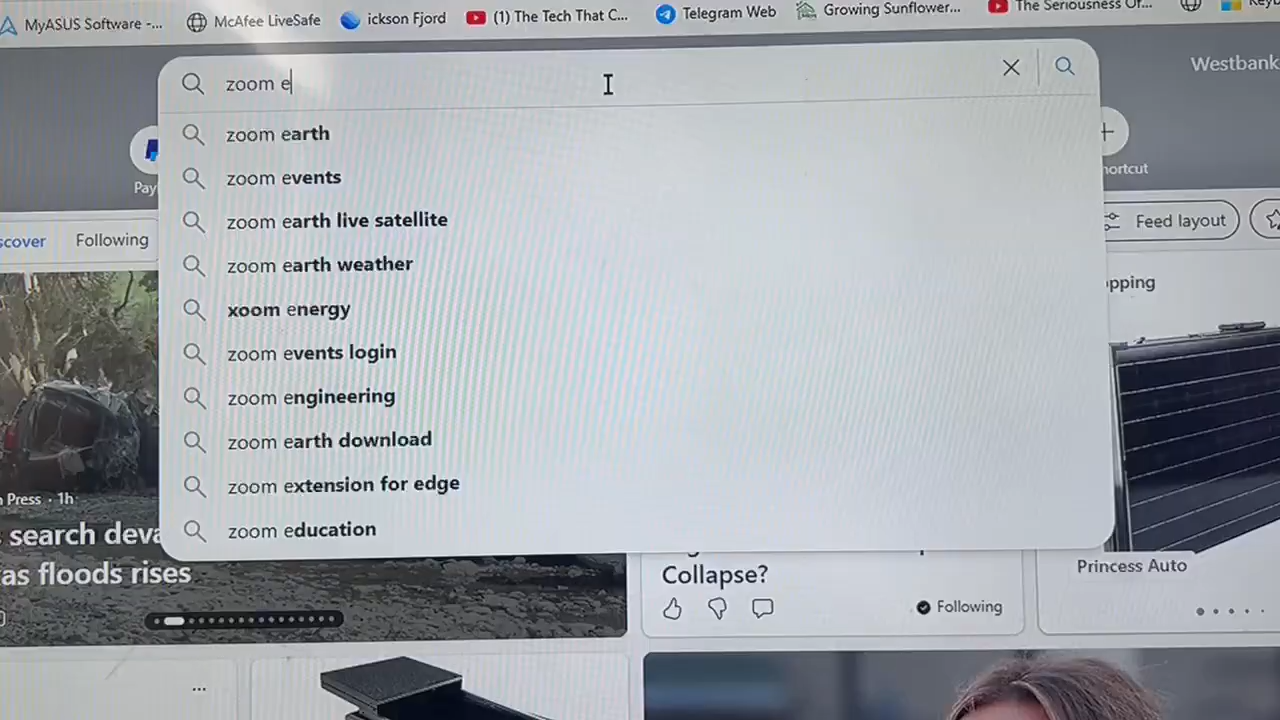 MyASUS Software -...
McAfee LiveSafe
ickson Fjord
(1) The Tech That C...
Telegram Web
Growing Sunflower...
The Seriousness Of...
Westbank
zoom e
zoom earth
zoom events
zoom earth live satellite
zoom earth weather
xoom energy
zoom events login
zoom engineering
zoom earth download
zoom extension for edge
zoom education
Pay
ortcut
scover
Following
Feed layout
pping
Press · 1h
search deva
as floods rises
Collapse?
Following
Princess Auto
...